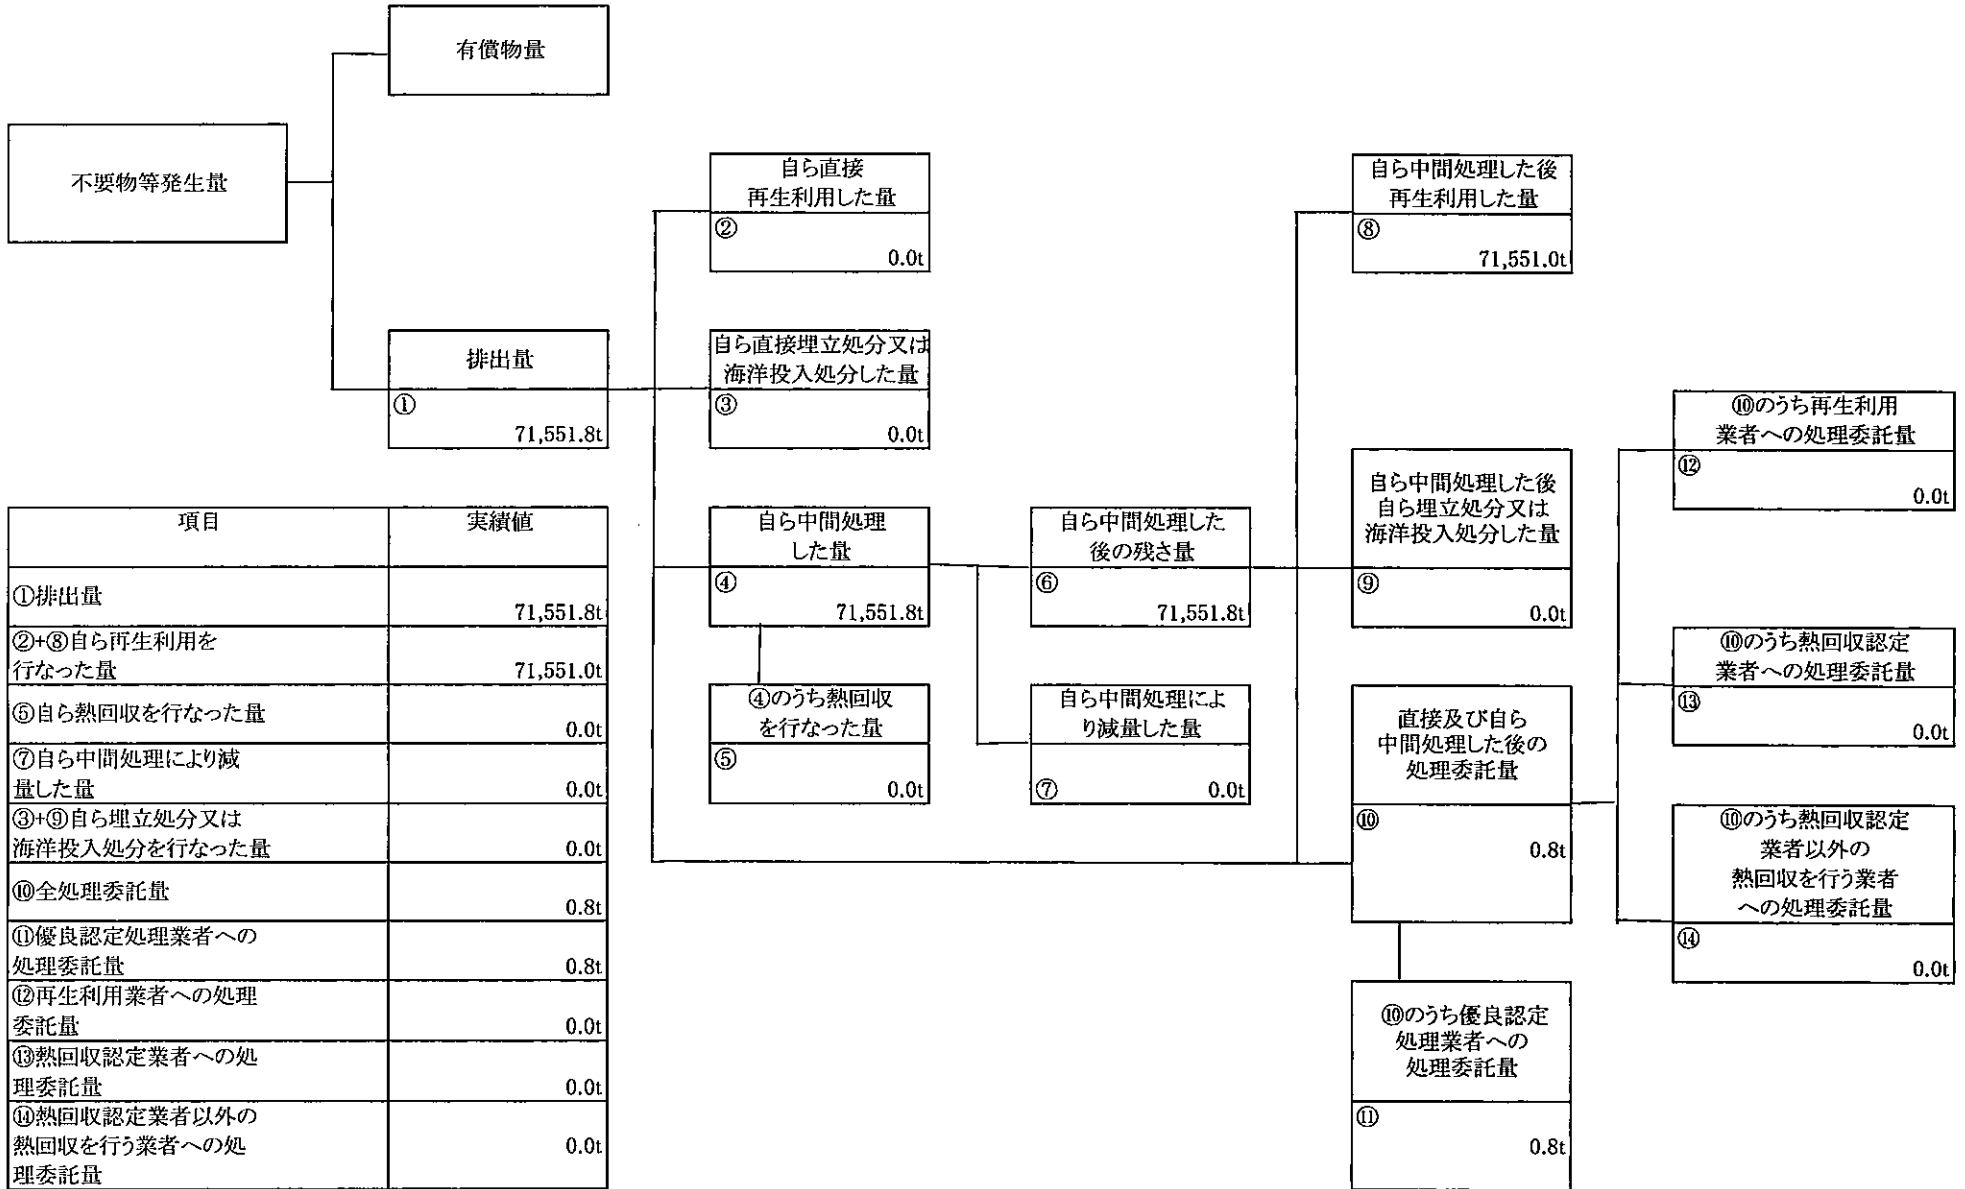 有償物量
不要物等発生量
排出量
①
71,551.8t
自ら直接
再生利用した量
②
0.0t
自ら直接埋立処分又は
海洋投入処分した量
③
0.0t
自ら中間処理
した量
④
71,551.8t
④のうち熱回収
を行なった量
⑤
0.0t
自ら中間処理した
後の残さ量
⑥
71,551.8t
自ら中間処理によ
り減量した量
⑦
0.0t
自ら中間処理した後
再生利用した量
⑧
71,551.0t
自ら中間処理した後
自ら埋立処分又は
海洋投入処分した量
⑨
0.0t
直接及び自ら
中間処理した後の
処理委託量
⑩
0.8t
⑩のうち優良認定
処理業者への
処理委託量
⑪
0.8t
⑩のうち再生利用
業者への処理委託量
⑫
0.0t
⑩のうち熱回収認定
業者への処理委託量
⑬
0.0t
⑩のうち熱回収認定
業者以外の
熱回収を行う業者
への処理委託量
⑭
0.0t
項目 実績値
①排出量
71,551.8t
②+⑧自ら再生利用を
行なった量 71,551.0t
⑤自ら熱回収を行なった量
0.0t
⑦自ら中間処理により減
量した量 0.0t
③+⑨自ら埋立処分又は
海洋投入処分を行なった量 0.0t
⑩全処理委託量
0.8t
⑪優良認定処理業者への
処理委託量 0.8t
⑫再生利用業者への処理
委託量 0.0t
⑬熱回収認定業者への処
理委託量 0.0t
⑭熱回収認定業者以外の
熱回収を行う業者への処 0.0t
理委託量